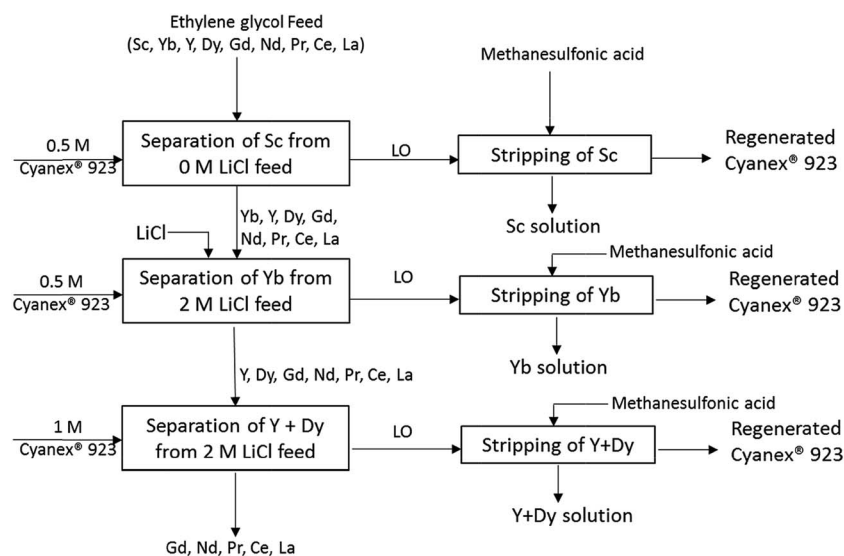 Ethylene glycol Feed
(Sc, Yb, Y, Dy, Gd, Nd, Pr, Ce, La)
Methanesulfonic acid
0.5 M
Cyanex® 923
Separation of Sc from
0 M LiCl feed
LO
Stripping of Sc
Regenerated
Cyanex® 923
Yb, Y, Dy, Gd,
Nd, Pr, Ce, La
LiCl
Sc solution
Methanesulfonic acid
0.5 M
Cyanex® 923
Separation of Yb from
2 M LiCl feed
LO
Stripping of Yb
Regenerated
Cyanex® 923
Yb solution
Y, Dy, Gd, Nd, Pr, Ce, La
Methanesulfonic acid
1 M
Cyanex® 923
Separation of Y + Dy
from 2 M LiCl feed
LO
Stripping of Y+Dy
Regenerated
Cyanex® 923
Y+Dy solution
Gd, Nd, Pr, Ce, La